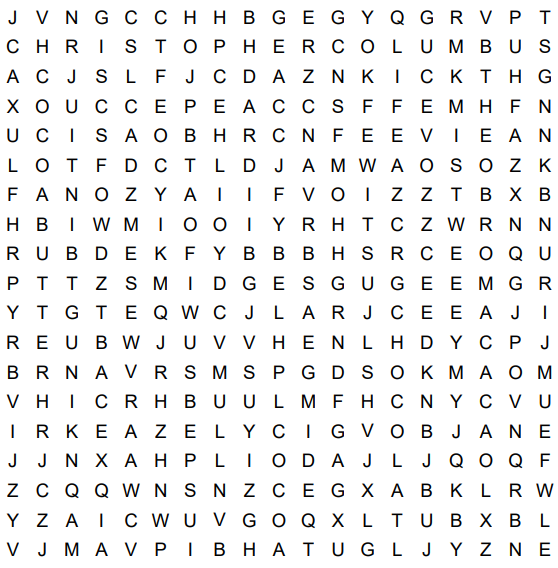 J V N G C C H H B G E G Y Q G R V P T
C H R I S T O P H E R C O L U M B U S
A C J S L F J C D A Z N K I C K T H G
X O U C C E P E A C C S F F E M H F N
U C I S A O B H R C N F E E V I E A N
L O T F D C T L D J A M W A O S O Z K
F A N O Z Y A I I F V O I Z Z T B X B
H B I W M I O O I Y R H T C Z W R N N
R U B D E K F Y B B B H S R C E O Q U
P T T Z S M I D G E S G U G E E M G R
Y T G T E Q W C J L A R J C E E A J I
R E U B W J U V V H E N L H D Y C P J
B R N A V R S M S P G D S O K M A O M
V H I C R H B U U L M F H C N Y C V U
I R K E A Z E L Y C I G V O B J A N E
J J N X A H P L I O D A J L J Q O Q F
Z C Q Q W N S N Z C E G X A B K L R W
Y Z A I C W U V G O Q X L T U B X B L
V J M A V P I B H A T U G L J Y Z N E